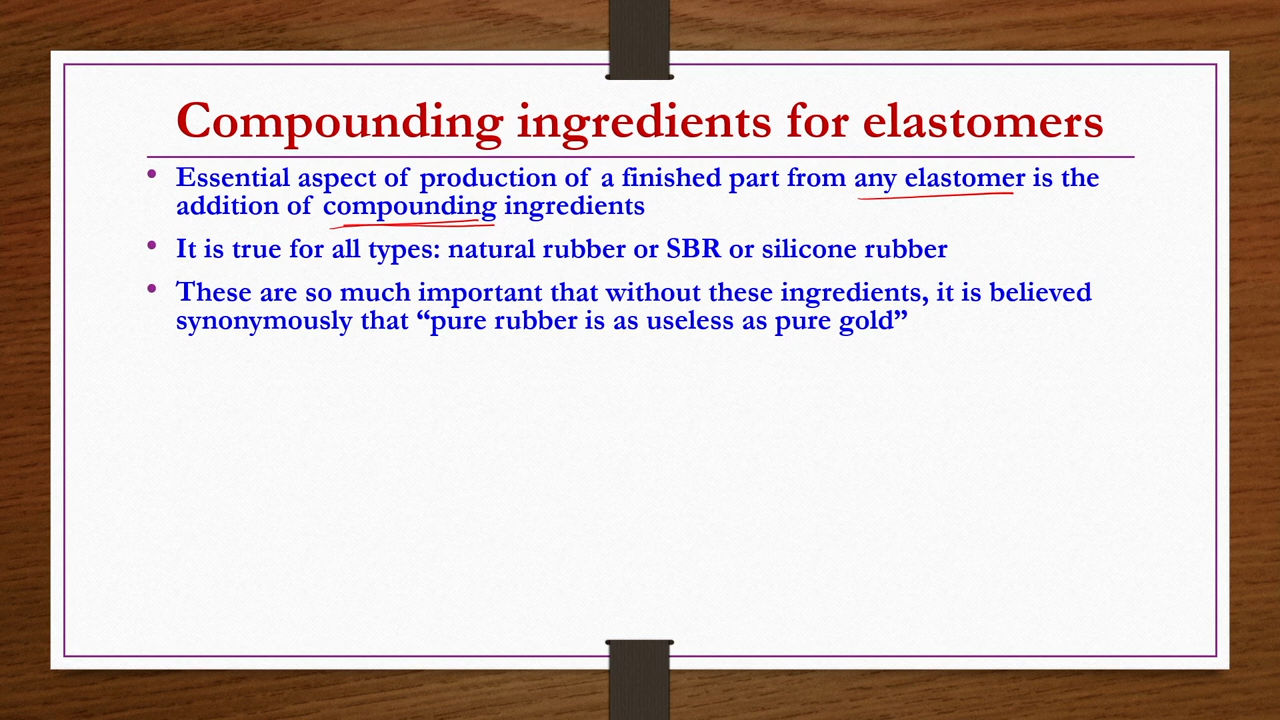 Compounding ingredients for elastomers
• Essential aspect of production of a finished part from any elastomer is the
addition of compounding ingredients
• It is true for all types: natural rubber or SBR or silicone rubber
• These are so much important that without these ingredients, it is believed
synonymously that “pure rubber is as useless as pure gold”